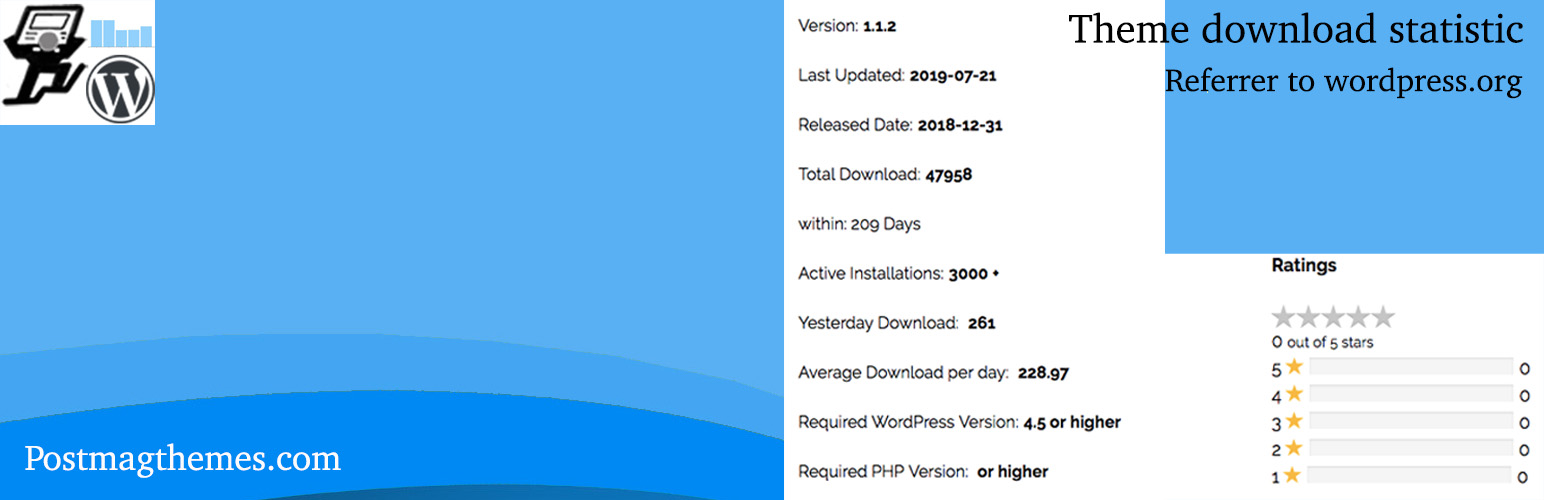 Theme download statistic
Referrer to wordpress.org
Version: 1.1.2
Last Updated: 2019-07-21
Released Date: 2018-12-31
Total Download: 47958
within: 209 Days
Active Installations: 3000 +
Yesterday Download: 261
Average Download per day: 228.97
Required WordPress Version: 4.5 or higher
Required PHP Version: or higher
Ratings
0 out of 5 stars
5 0
4 0
3 0
2 0
1 0
Postmagthemes.com